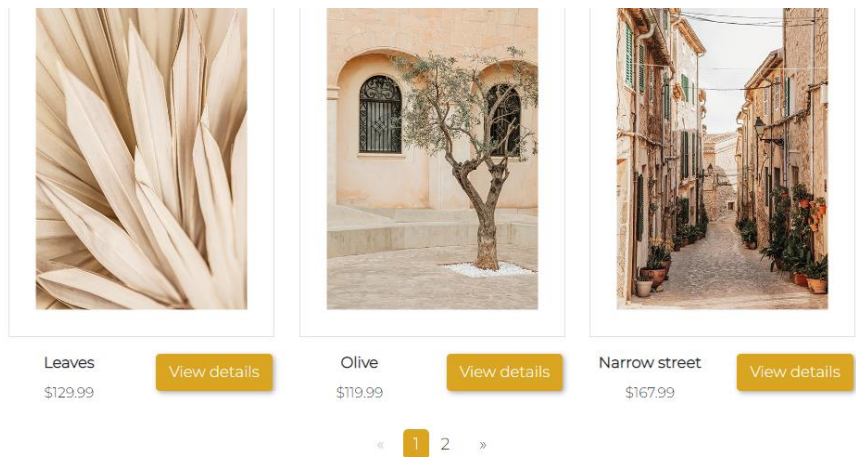 Leaves
$129.99
View details
Olive
$119.99
View details
Narrow street
$167.99
View details
« 1 2 »